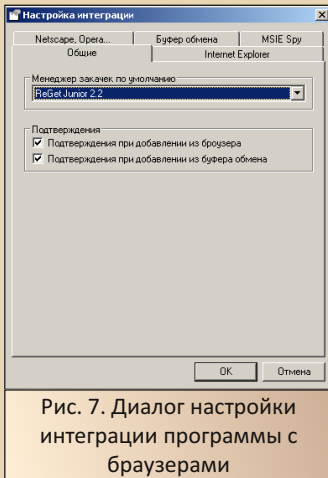 Настройка интеграции
Netscape, Opera... Буфер обмена MSIE Spy
Общие Internet Explorer
Менеджер закачек по умолчанию
ReGet Junior 2.2
Подтверждения
Подтверждения при добавлении из броузера
Подтверждения при добавлении из буфера обмена
OK Отмена
Рис. 7. Диалог настройки
интеграции программы с
браузерами